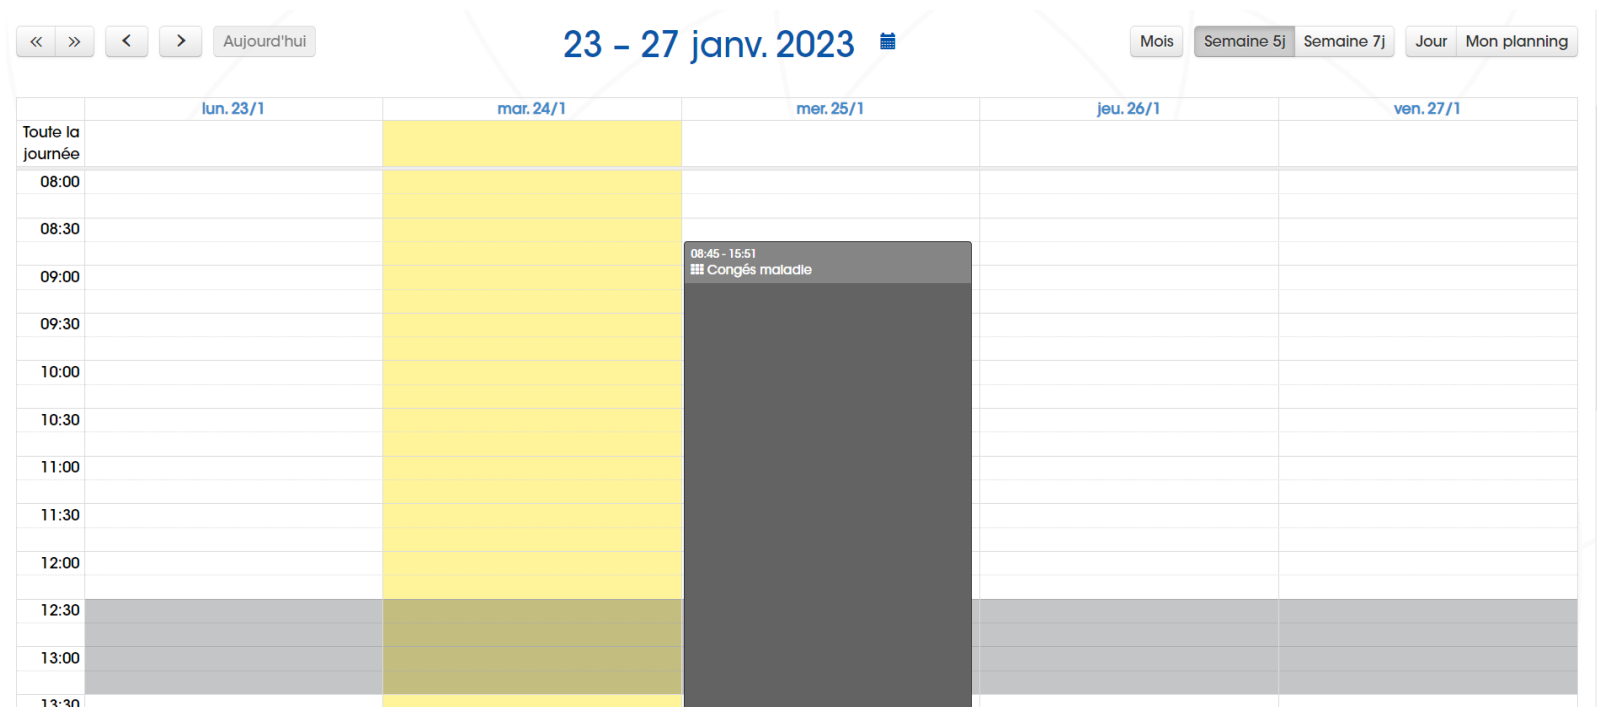 « » < > Aujourd'hui 23 – 27 janv. 2023 Mois Semaine 5j Semaine 7j Jour Mon planning
lun. 23/1 mar. 24/1 mer. 25/1 jeu. 26/1 ven. 27/1
Toute la
journée
08:00
08:30
08:45 - 15:51
Congés maladie
09:00
09:30
10:00
10:30
11:00
11:30
12:00
12:30
13:00
13:30